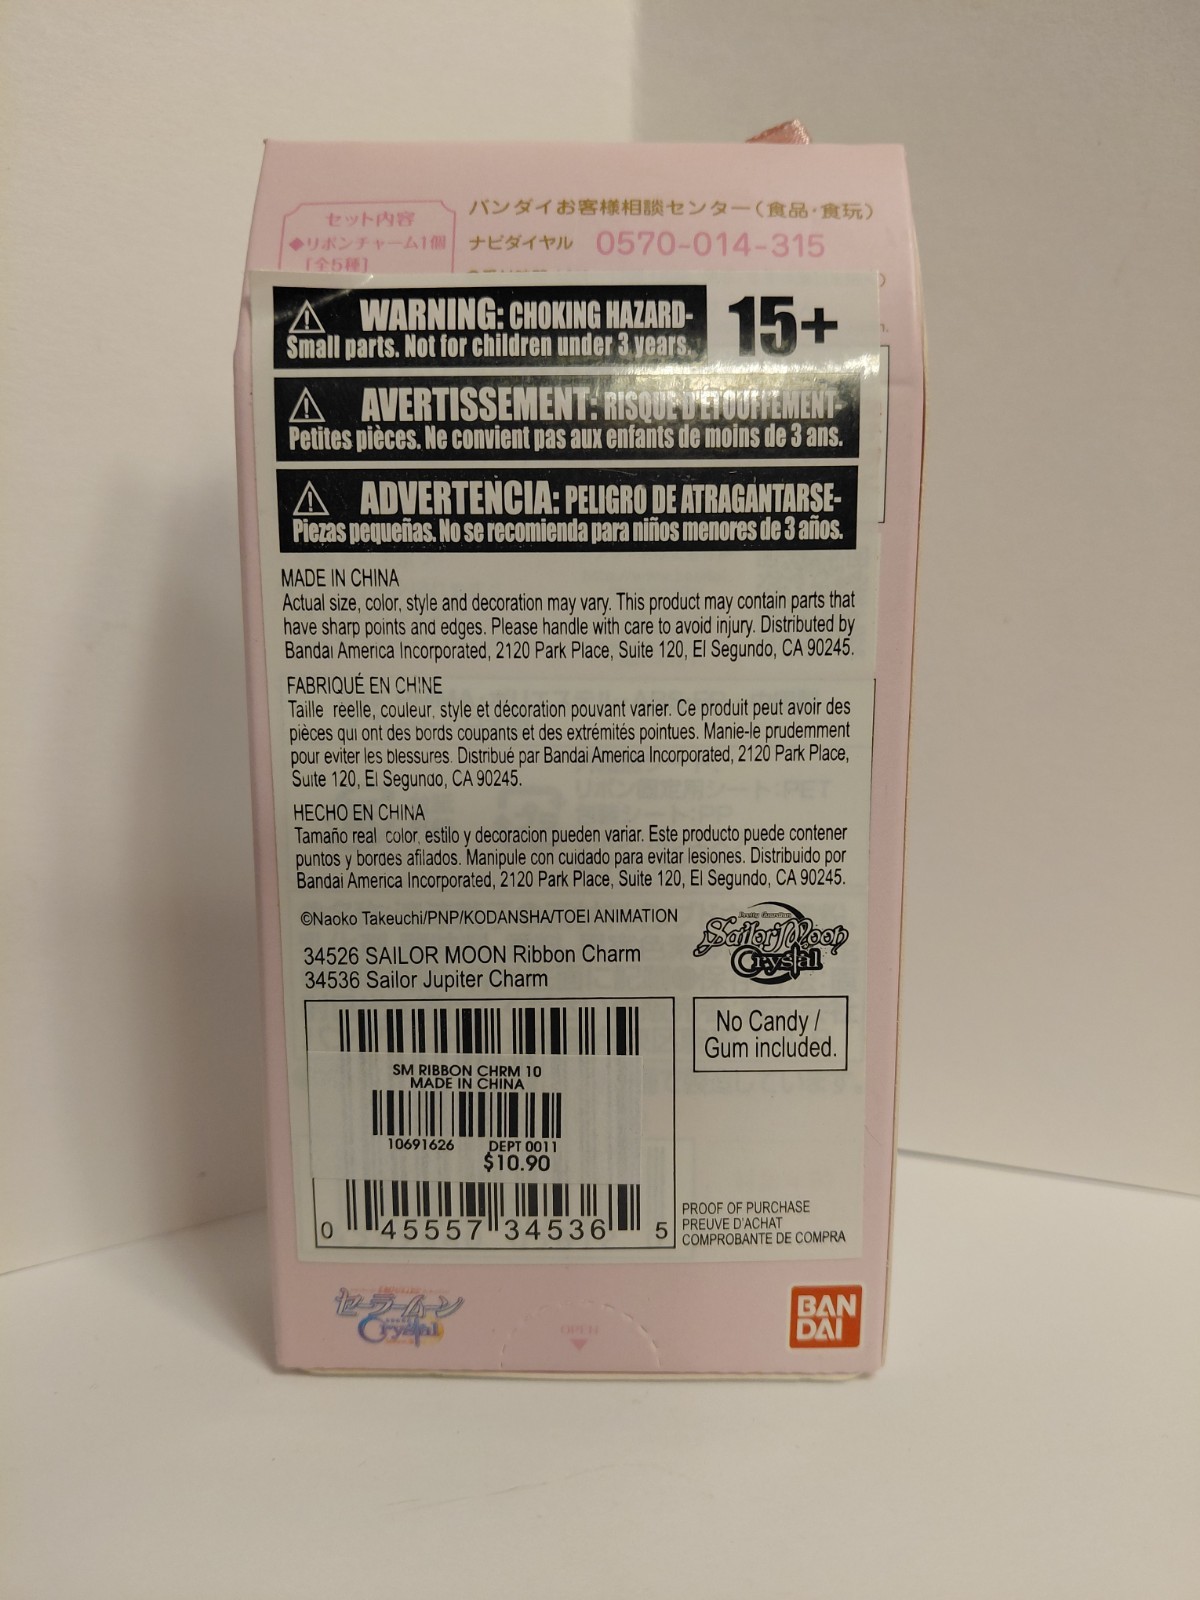 セット内容
◆リボンチャーム1個
[全5種]
バンダイお客様相談センター(食品・食玩)
ナビダイヤル 0570-014-315
WARNING: CHOKING HAZARD-
Small parts. Not for children under 3 years.
15+
AVERTISSEMENT: RISQUE D'ÉTOUFFEMENT-
Petites pièces. Ne convient pas aux enfants de moins de 3 ans.
ADVERTENCIA: PELIGRO DE ATRAGANTARSE-
Piezas pequeñas. No se recomienda para niños menores de 3 años.
MADE IN CHINA
Actual size, color, style and decoration may vary. This product may contain parts that
have sharp points and edges. Please handle with care to avoid injury. Distributed by
Bandai America Incorporated, 2120 Park Place, Suite 120, El Segundo, CA 90245.
FABRIQUÉ EN CHINE
Taille réelle, couleur, style et décoration pouvant varier. Ce produit peut avoir des
pièces qui ont des bords coupants et des extrémités pointues. Manie-le prudemment
pour eviter les blessures. Distribué par Bandai America Incorporated, 2120 Park Place,
Suite 120, El Segundo, CA 90245.
HECHO EN CHINA
Tamaño real color, estilo y decoracion pueden variar. Este producto puede contener
puntos y bordes afilados. Manipule con cuidado para evitar lesiones. Distribuido por
Bandai America Incorporated, 2120 Park Place, Suite 120, El Segundo, CA 90245.
©Naoko Takeuchi/PNP/KODANSHA/TOEI ANIMATION
34526 SAILOR MOON Ribbon Charm
34536 Sailor Jupiter Charm
Pretty Guardian
Sailor Moon
Crystal
No Candy /
Gum included.
SM RIBBON CHRM 10
MADE IN CHINA
10691626 DEPT 0011
$10.90
0 45557 34536 5
PROOF OF PURCHASE
PREUVE D'ACHAT
COMPROBANTE DE COMPRA
セーラームーン
Crystal
OPEN
BAN
DAI